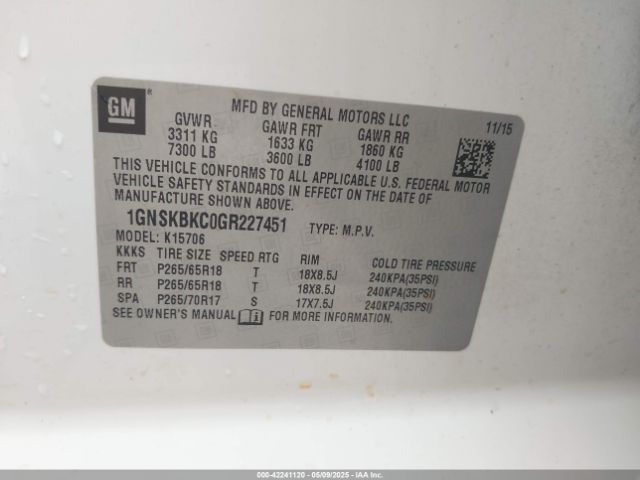 GM ®
MFD BY GENERAL MOTORS LLC
11/15
GVWR GAWR FRT GAWR RR
3311 KG 1633 KG 1860 KG
7300 LB 3600 LB 4100 LB
THIS VEHICLE CONFORMS TO ALL APPLICABLE U.S. FEDERAL MOTOR
VEHICLE SAFETY STANDARDS IN EFFECT ON THE DATE OF
MANUFACTURE SHOWN ABOVE.
1GNSKBKC0GR227451 TYPE: M.P.V.
MODEL: K15706
KKKS TIRE SIZE SPEED RTG RIM COLD TIRE PRESSURE
FRT P265/65R18 T 18X8.5J 240KPA(35PSI)
RR P265/65R18 T 18X8.5J 240KPA(35PSI)
SPA P265/70R17 S 17X7.5J 240KPA(35PSI)
SEE OWNER'S MANUAL FOR MORE INFORMATION.
000-42241120 - 05/09/2025 - IAAI.COM